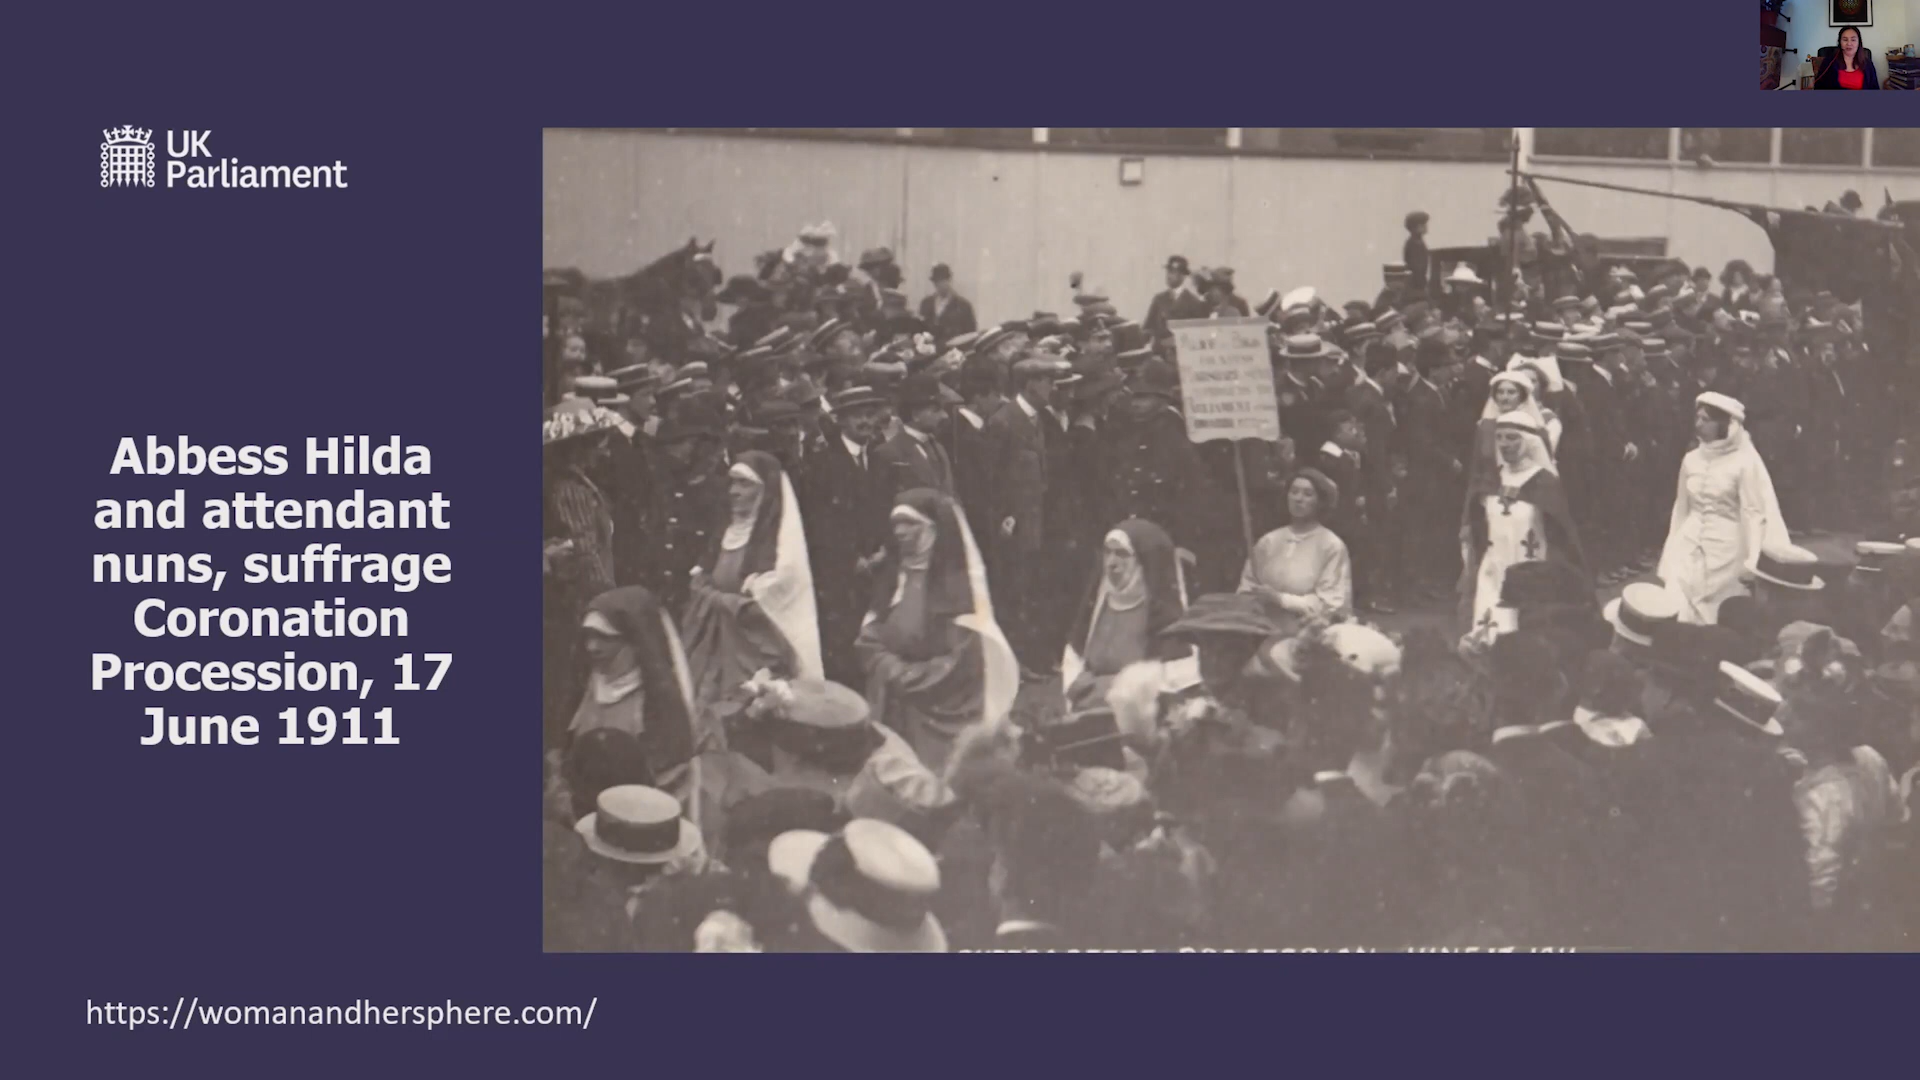 UK
Parliament
Abbess Hilda
and attendant
nuns, suffrage
Coronation
Procession, 17
June 1911
https://womanandhersphere.com/